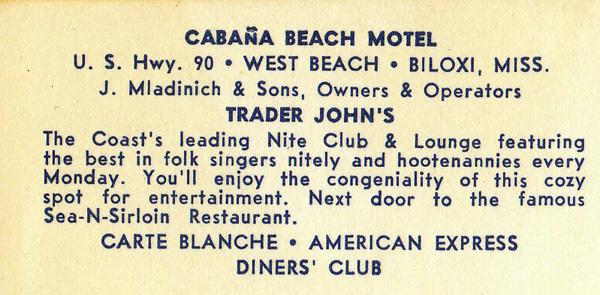 CABAÑA BEACH MOTEL
U. S. Hwy. 90 • WEST BEACH • BILOXI, MISS.
J. Mladinich & Sons, Owners & Operators
TRADER JOHN'S
The Coast's leading Nite Club & Lounge featuring
the best in folk singers nitely and hootenannies every
Monday. You'll enjoy the congeniality of this cozy
spot for entertainment. Next door to the famous
Sea-N-Sirloin Restaurant.
CARTE BLANCHE • AMERICAN EXPRESS
DINERS' CLUB